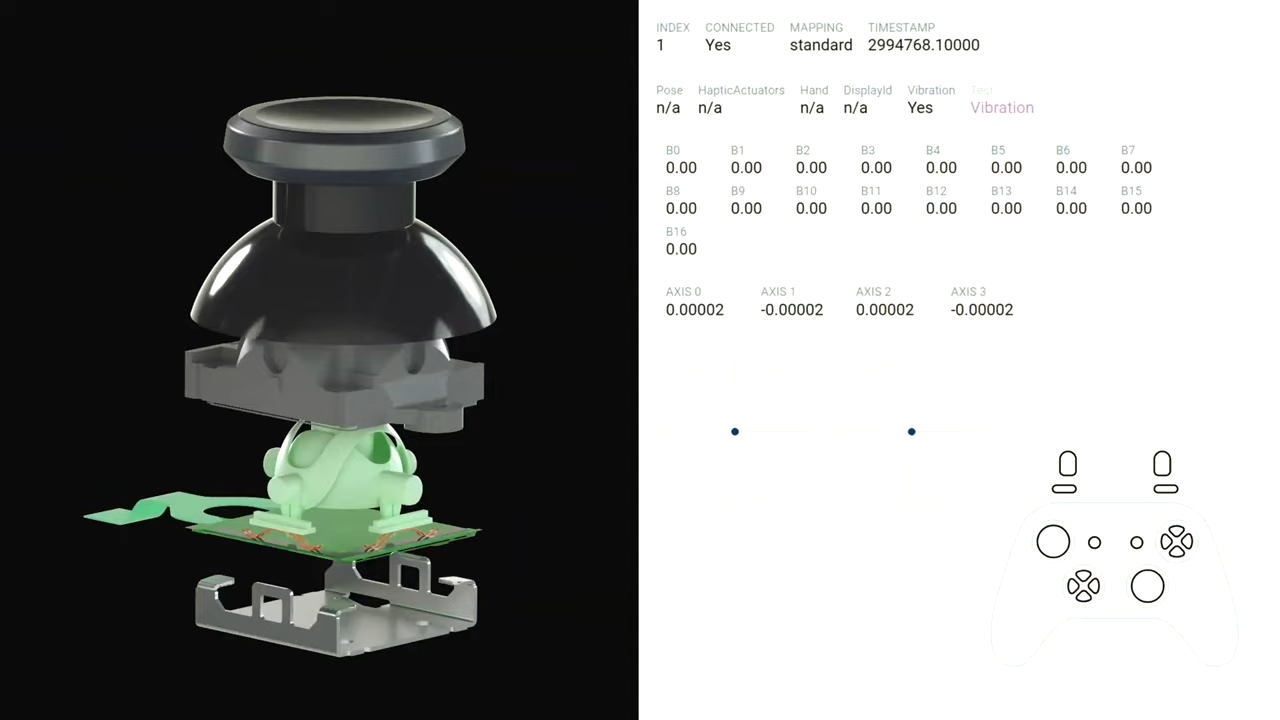 INDEX CONNECTED MAPPING TIMESTAMP
1 Yes standard 2994768.10000
Pose HapticActuators Hand DisplayId Vibration Test
n/a n/a n/a n/a Yes Vibration
B0 B1 B2 B3 B4 B5 B6 B7
0.00 0.00 0.00 0.00 0.00 0.00 0.00 0.00
B8 B9 B10 B11 B12 B13 B14 B15
0.00 0.00 0.00 0.00 0.00 0.00 0.00 0.00
B16
0.00
AXIS 0 AXIS 1 AXIS 2 AXIS 3
0.00002 -0.00002 0.00002 -0.00002